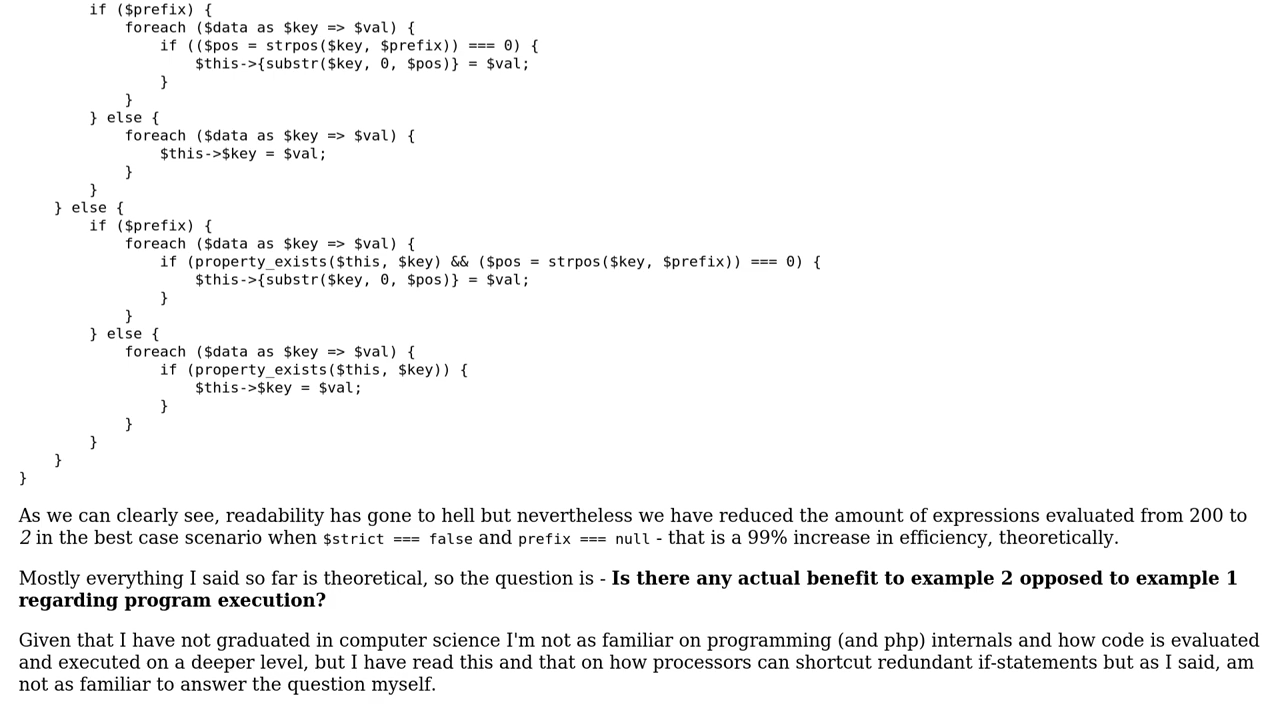 if ($prefix) {
            foreach ($data as $key => $val) {
                if (($pos = strpos($key, $prefix)) === 0) {
                    $this->{substr($key, 0, $pos)} = $val;
                }
            }
        } else {
            foreach ($data as $key => $val) {
                $this->$key = $val;
            }
        }
    } else {
        if ($prefix) {
            foreach ($data as $key => $val) {
                if (property_exists($this, $key) && ($pos = strpos($key, $prefix)) === 0) {
                    $this->{substr($key, 0, $pos)} = $val;
                }
            }
        } else {
            foreach ($data as $key => $val) {
                if (property_exists($this, $key)) {
                    $this->$key = $val;
                }
            }
        }
    }
}
As we can clearly see, readability has gone to hell but nevertheless we have reduced the amount of expressions evaluated from 200 to
2 in the best case scenario when $strict === false and prefix === null - that is a 99% increase in efficiency, theoretically.
Mostly everything I said so far is theoretical, so the question is - Is there any actual benefit to example 2 opposed to example 1
regarding program execution?
Given that I have not graduated in computer science I'm not as familiar on programming (and php) internals and how code is evaluated
and executed on a deeper level, but I have read this and that on how processors can shortcut redundant if-statements but as I said, am
not as familiar to answer the question myself.